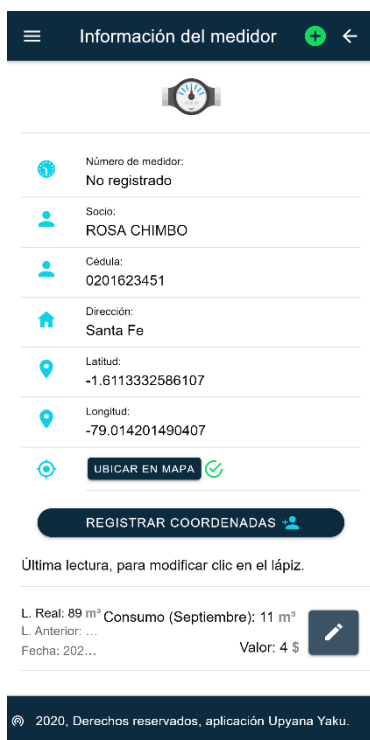 Información del medidor
Número de medidor:
No registrado
Socio:
ROSA CHIMBO
Cédula:
0201623451
Dirección:
Santa Fe
Latitud:
-1.6113332586107
Longitud:
-79.014201490407
UBICAR EN MAPA
REGISTRAR COORDENADAS
Última lectura, para modificar clic en el lápiz.
L. Real: 89 m³ Consumo (Septiembre): 11 m³
L. Anterior: ...
Fecha: 202... Valor: 4 $
2020, Derechos reservados, aplicación Upyana Yaku.